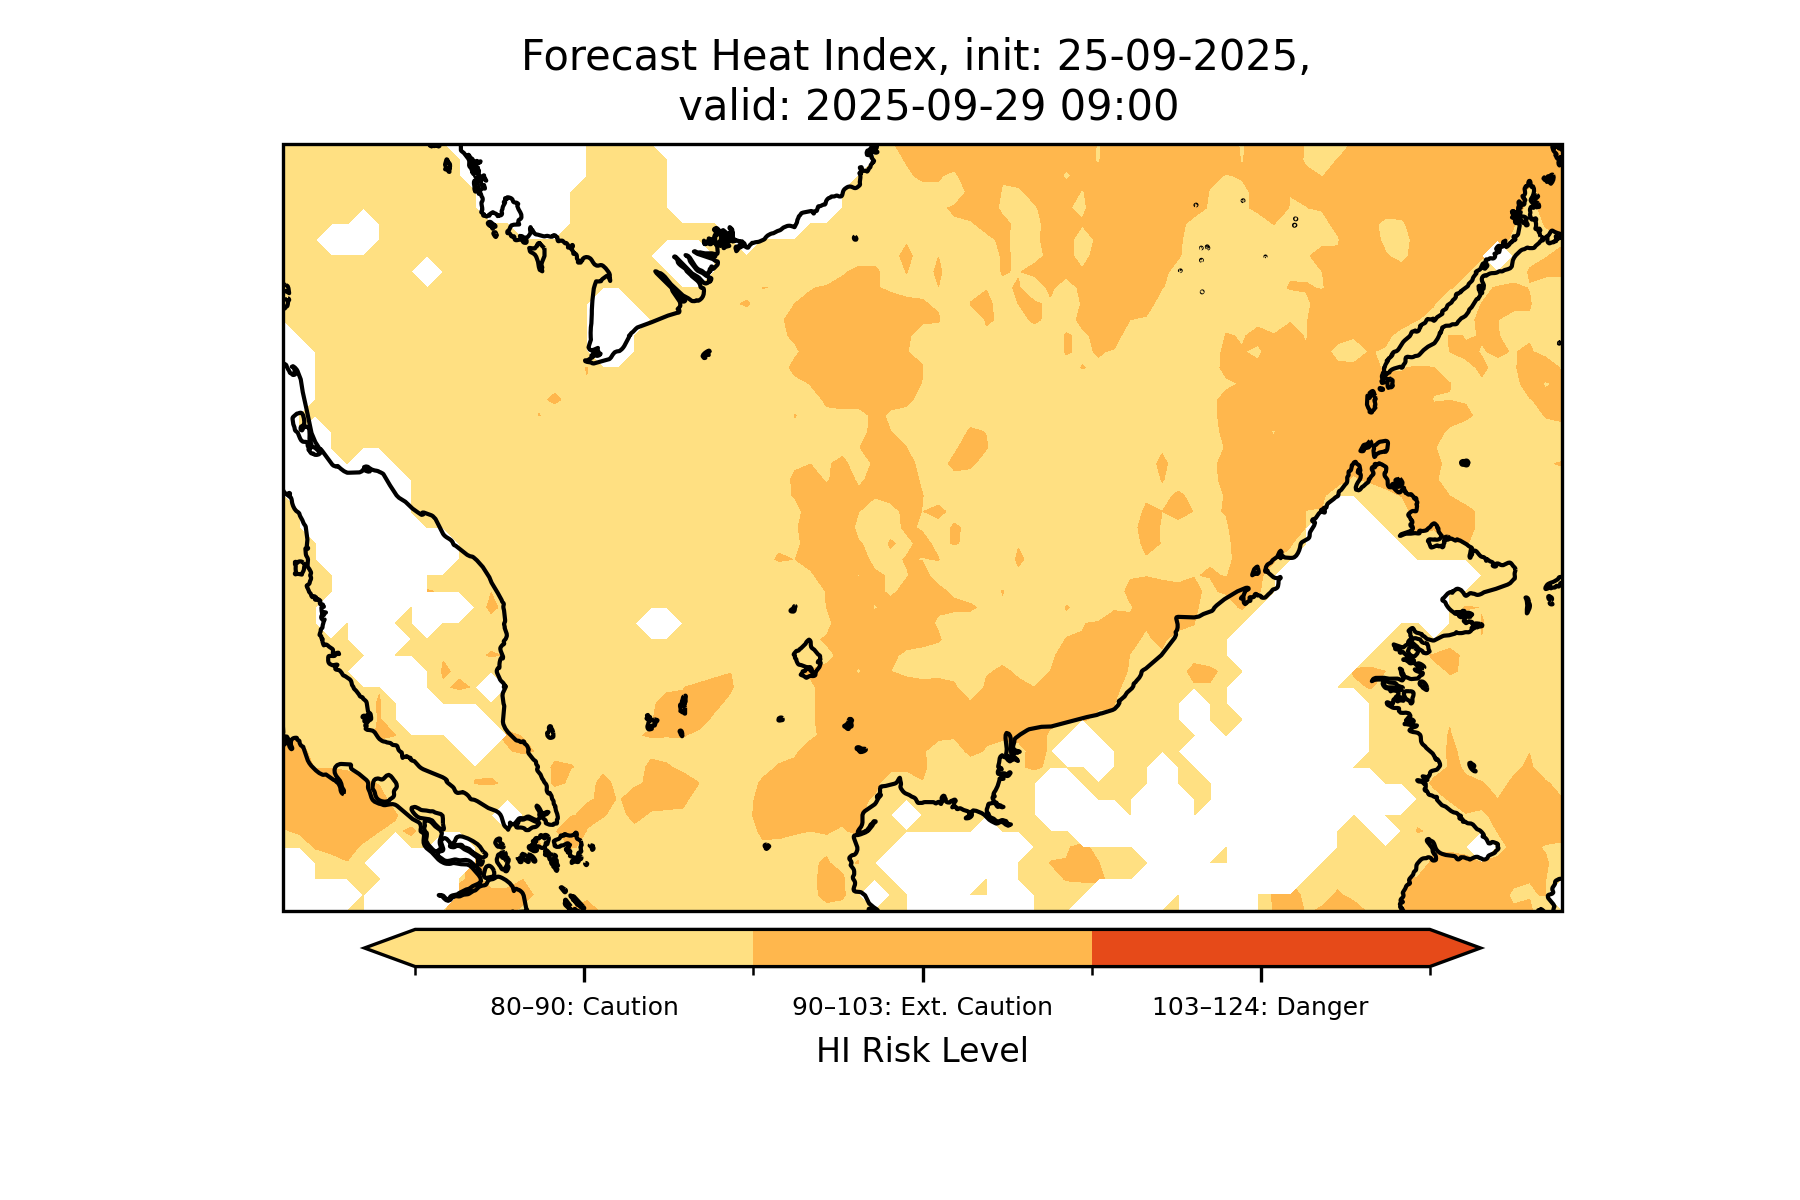 Forecast Heat Index, init: 25-09-2025,
valid: 2025-09-29 09:00
80–90: Caution
90–103: Ext. Caution
103–124: Danger
HI Risk Level